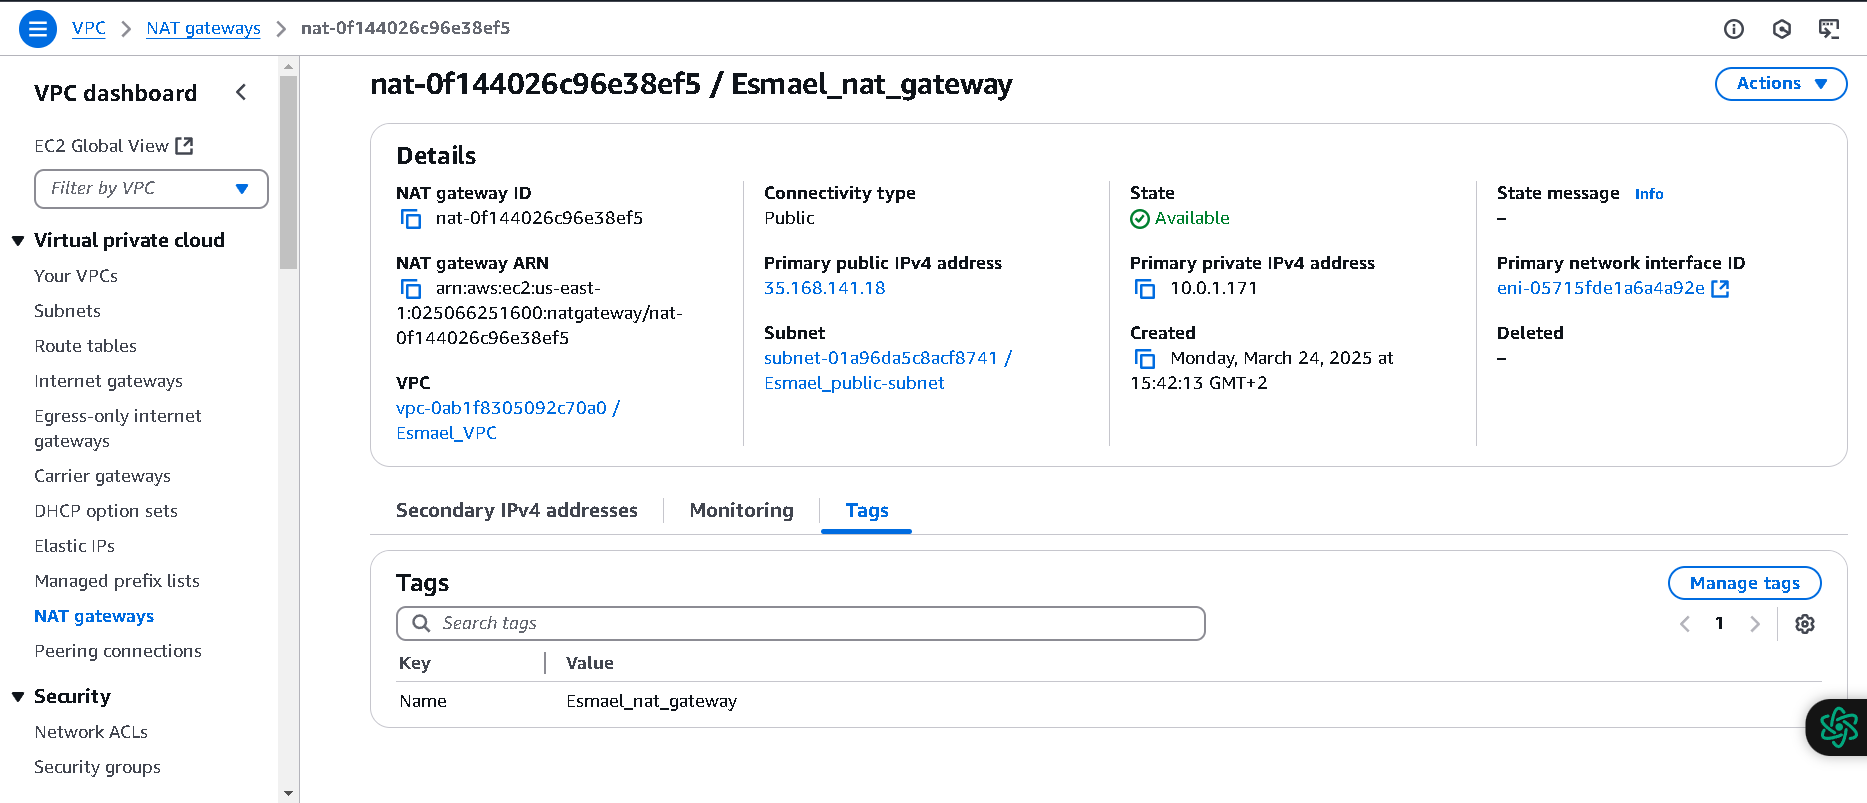 VPC > NAT gateways > nat-0f144026c96e38ef5
VPC dashboard
EC2 Global View
Filter by VPC
Virtual private cloud
Your VPCs
Subnets
Route tables
Internet gateways
Egress-only internet
gateways
Carrier gateways
DHCP option sets
Elastic IPs
Managed prefix lists
NAT gateways
Peering connections
Security
Network ACLs
Security groups
nat-0f144026c96e38ef5 / Esmael_nat_gateway
Actions
Details
NAT gateway ID
nat-0f144026c96e38ef5
NAT gateway ARN
arn:aws:ec2:us-east-
1:025066251600:natgateway/nat-
0f144026c96e38ef5
VPC
vpc-0ab1f8305092c70a0 /
Esmael_VPC
Connectivity type
Public
Primary public IPv4 address
35.168.141.18
Subnet
subnet-01a96da5c8acf8741 /
Esmael_public-subnet
State
Available
Primary private IPv4 address
10.0.1.171
Created
Monday, March 24, 2025 at
15:42:13 GMT+2
State message Info
–
Primary network interface ID
eni-05715fde1a6a4a92e
Deleted
–
Secondary IPv4 addresses
Monitoring
Tags
Tags
Manage tags
Search tags
1
Key Value
Name Esmael_nat_gateway